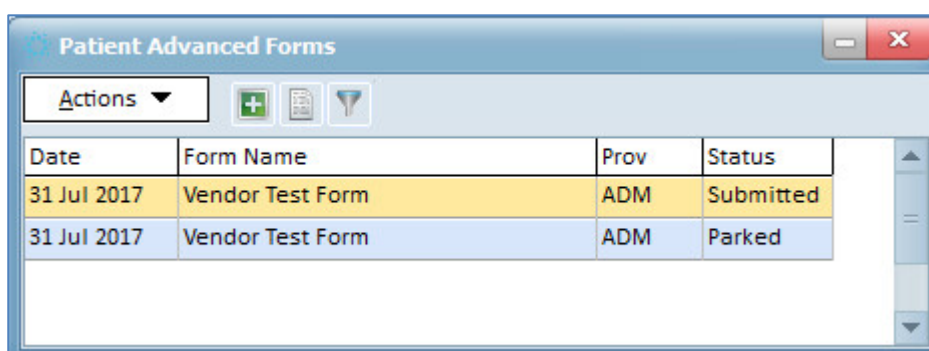 Patient Advanced Forms
Actions
Date Form Name Prov Status
31 Jul 2017 Vendor Test Form ADM Submitted
31 Jul 2017 Vendor Test Form ADM Parked